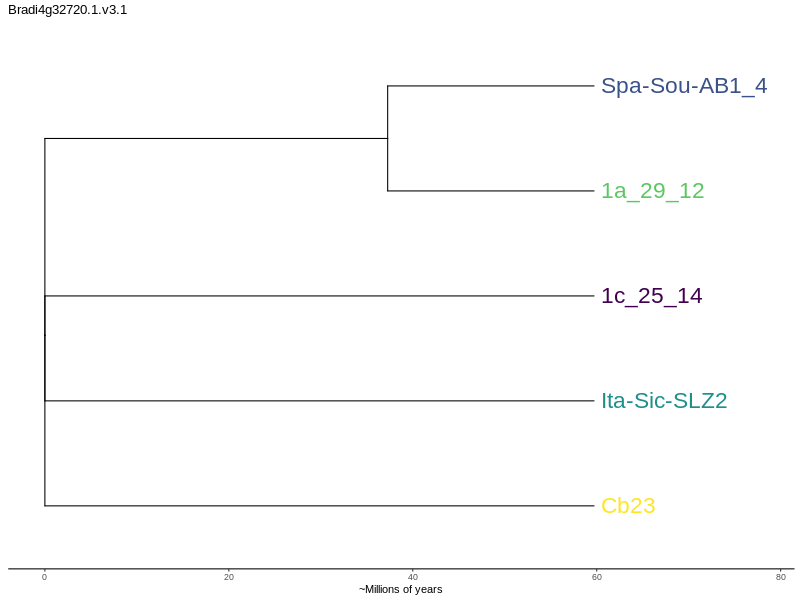 Bradi4g32720.1.v3.1
Spa-Sou-AB1_4
1a_29_12
1c_25_14
Ita-Sic-SLZ2
Cb23
0 20 40 60 80
~Millions of years